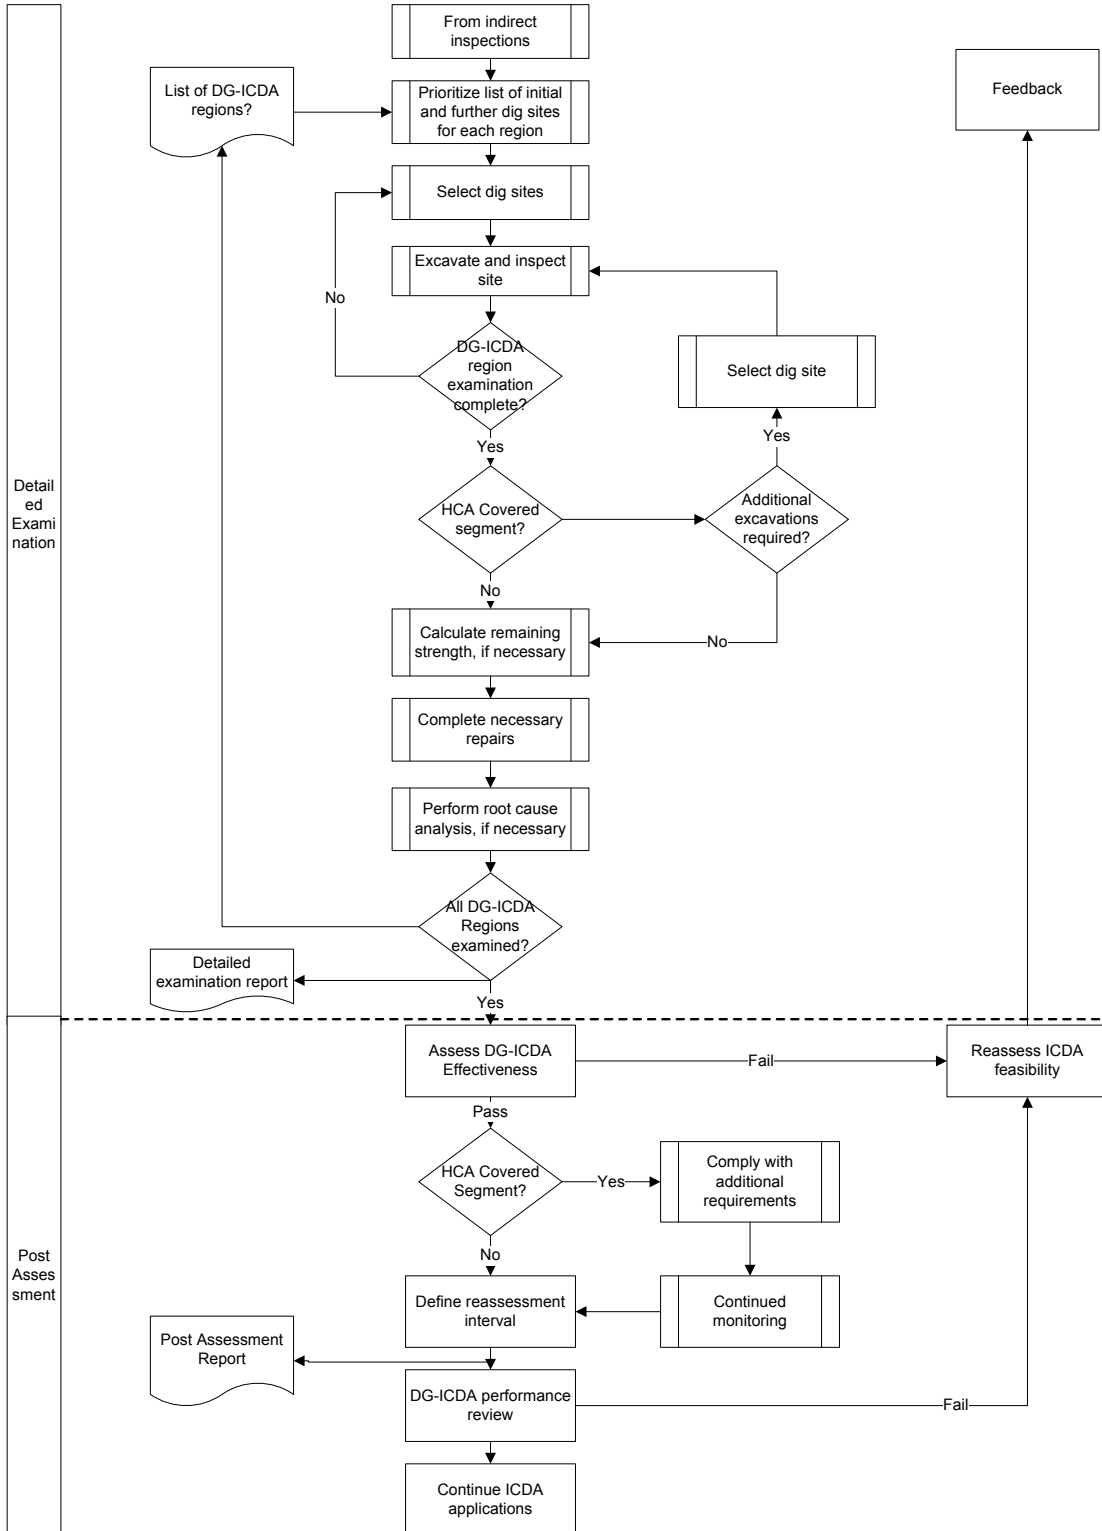 From indirect
inspections
List of DG-ICDA
regions?
Prioritize list of initial
and further dig sites
for each region
Feedback
Select dig sites
Excavate and inspect
site
No
DG-ICDA
region
examination
complete?
Select dig site
Yes
Yes
HCA Covered
segment?
Additional
excavations
required?
Detail
ed
Exami
nation
No
Calculate remaining
strength, if necessary
No
Complete necessary
repairs
Perform root cause
analysis, if necessary
All DG-ICDA
Regions
examined?
Detailed
examination report
Yes
Assess DG-ICDA
Effectiveness
Fail
Reassess ICDA
feasibility
Pass
HCA Covered
Segment?
Yes
Comply with
additional
requirements
Post
Asses
sment
No
Define reassessment
interval
Continued
monitoring
Post Assessment
Report
DG-ICDA performance
review
Fail
Continue ICDA
applications